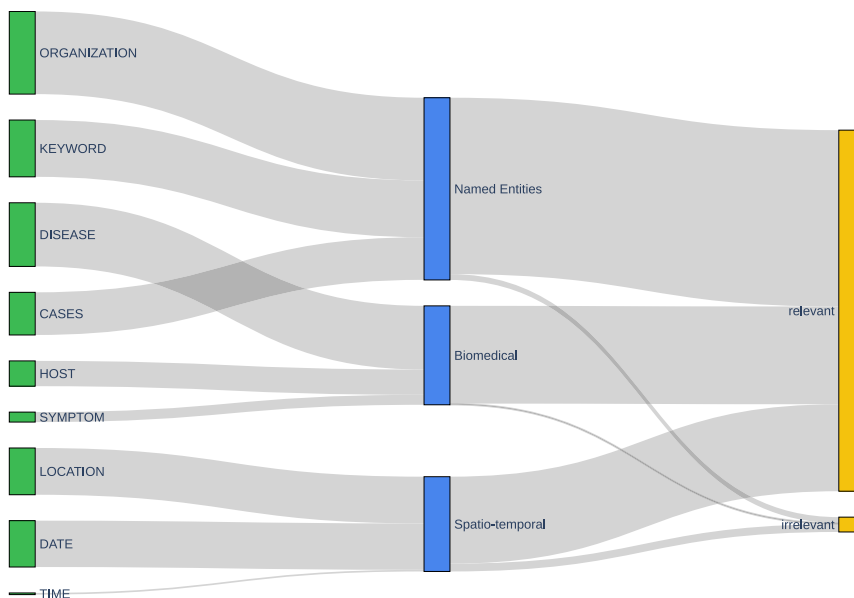 ORGANIZATION
KEYWORD
DISEASE
CASES
HOST
SYMPTOM
LOCATION
DATE
TIME
Named Entities
Biomedical
Spatio-temporal
relevant
irrelevant